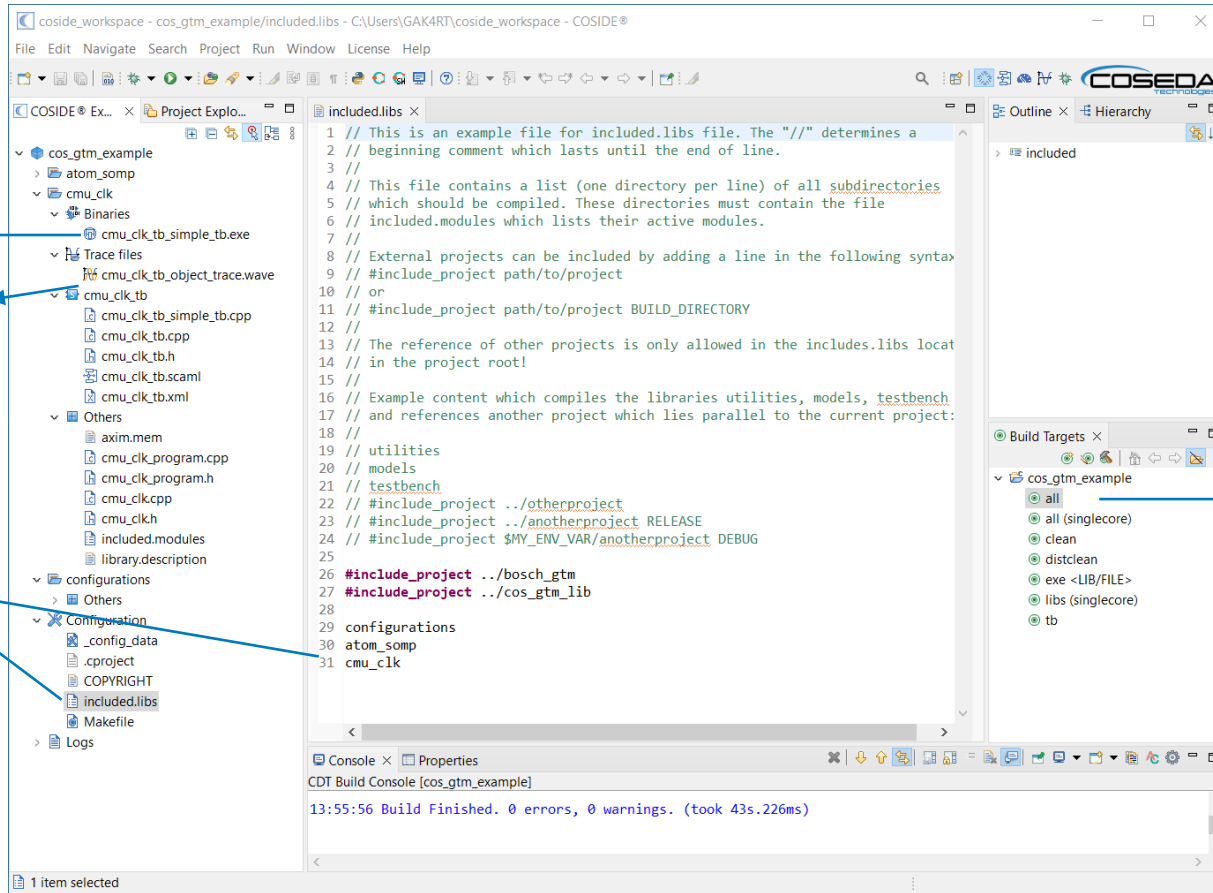 coside_workspace - cos_gtm_example/included.libs - C:\Users\GAK4RT\coside_workspace - COSIDE®
File Edit Navigate Search Project Run Window License Help
COSEDA
Technologies
COSIDE® Ex...
Project Explo...
cos_gtm_example
atom_somp
cmu_clk
Binaries
cmu_clk_tb_simple_tb.exe
Trace files
cmu_clk_tb_object_trace.wave
cmu_clk_tb
cmu_clk_tb_simple_tb.cpp
cmu_clk_tb.cpp
cmu_clk_tb.h
cmu_clk_tb.scaml
cmu_clk_tb.xml
Others
axim.mem
cmu_clk_program.cpp
cmu_clk_program.h
cmu_clk.cpp
cmu_clk.h
included.modules
library.description
configurations
Others
Configuration
_config_data
.cproject
COPYRIGHT
included.libs
Makefile
Logs
included.libs
1 // This is an example file for included.libs file. The "//" determines a
2 // beginning comment which lasts until the end of line.
3 //
4 // This file contains a list (one directory per line) of all subdirectories
5 // which should be compiled. These directories must contain the file
6 // included.modules which lists their active modules.
7 //
8 // External projects can be included by adding a line in the following syntax
9 // #include_project path/to/project
10 // or
11 // #include_project path/to/project BUILD_DIRECTORY
12 //
13 // The reference of other projects is only allowed in the includes.libs locat
14 // in the project root!
15 //
16 // Example content which compiles the libraries utilities, models, testbench
17 // and references another project which lies parallel to the current project:
18 //
19 // utilities
20 // models
21 // testbench
22 // #include_project ../otherproject
23 // #include_project ../anotherproject RELEASE
24 // #include_project $MY_ENV_VAR/anotherproject DEBUG
25
26 #include_project ../bosch_gtm
27 #include_project ../cos_gtm_lib
28
29 configurations
30 atom_somp
31 cmu_clk
Outline
Hierarchy
included
Build Targets
cos_gtm_example
all
all (singlecore)
clean
distclean
exe <LIB/FILE>
libs (singlecore)
tb
Console
Properties
CDT Build Console [cos_gtm_example]
13:55:56 Build Finished. 0 errors, 0 warnings. (took 43s.226ms)
1 item selected